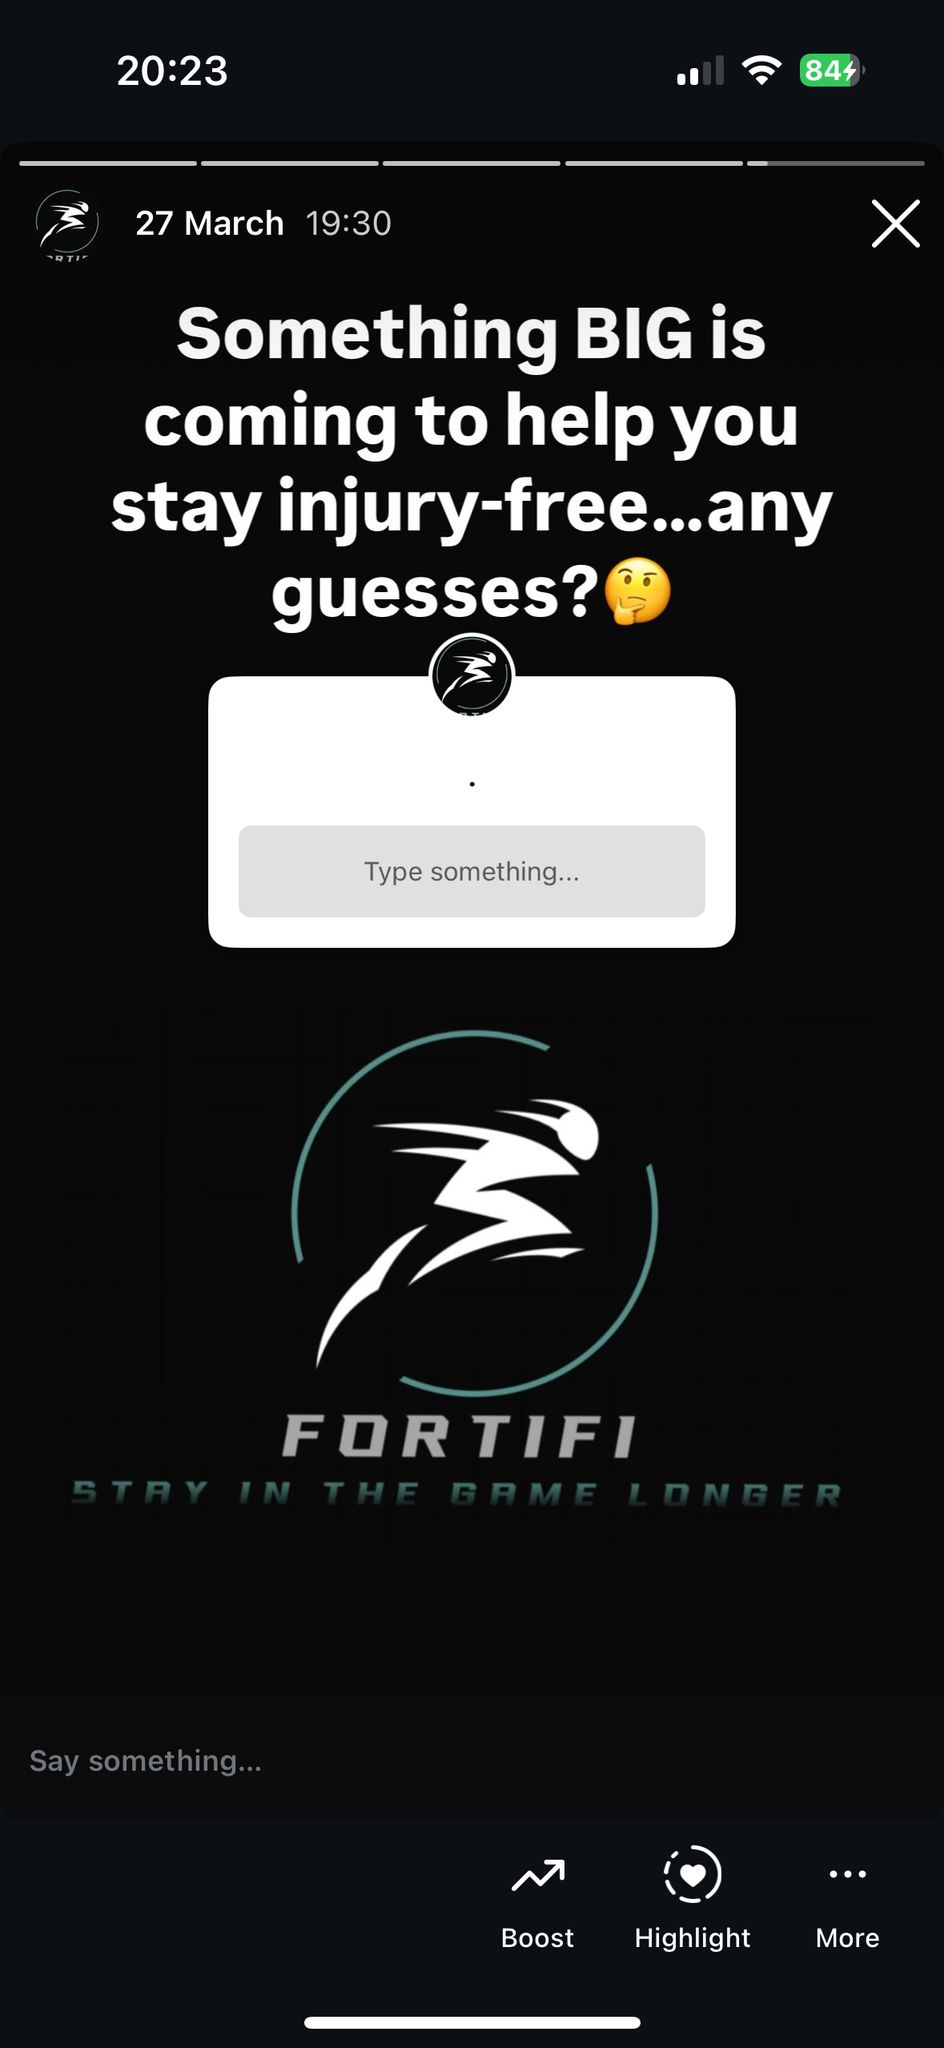 20:23
84
27 March 19:30
Something BIG is
coming to help you
stay injury-free...any
guesses?🤔
.
Type something...
FORTIFI
STAY IN THE GAME LONGER
Say something...
Boost Highlight More